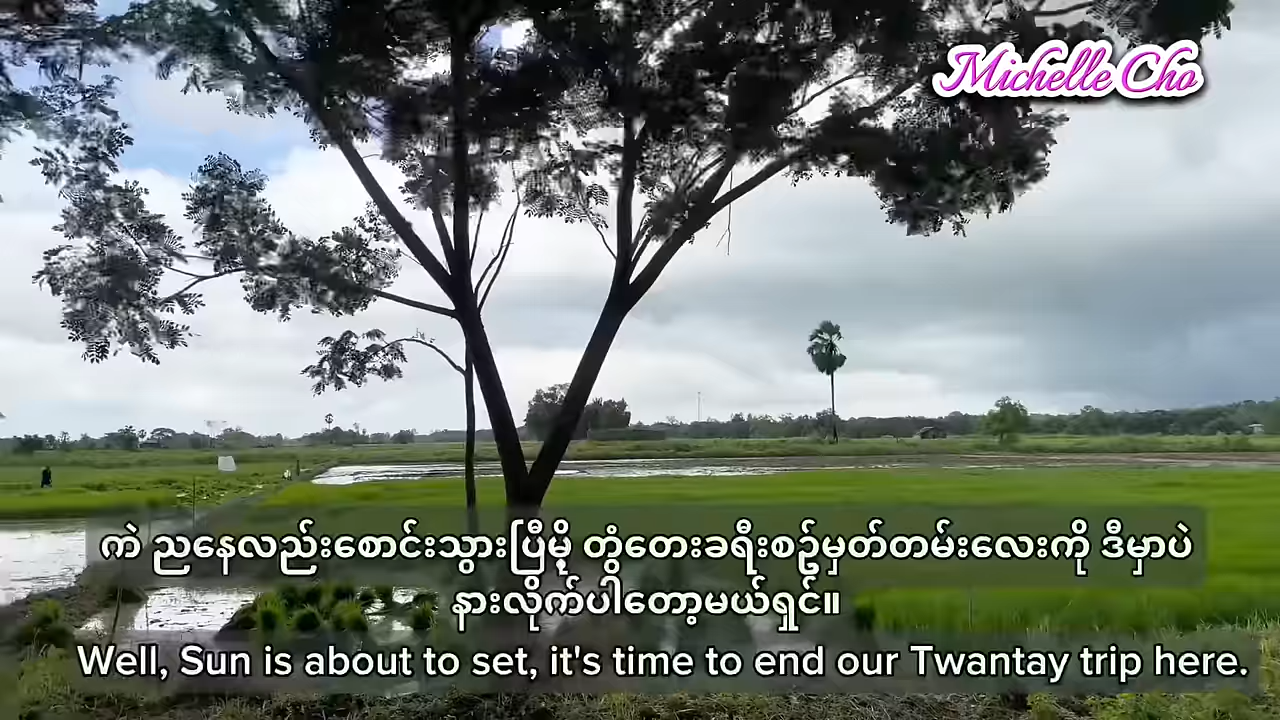 Michelle Cho
ကဲ ညနေလည်းစောင်းသွားပြီမို့ တွံတေးခရီးစဥ်မှတ်တမ်းလေးကို ဒီမှာပဲ
နားလိုက်ပါတော့မယ်ရှင်။
Well, Sun is about to set, it's time to end our Twantay trip here.